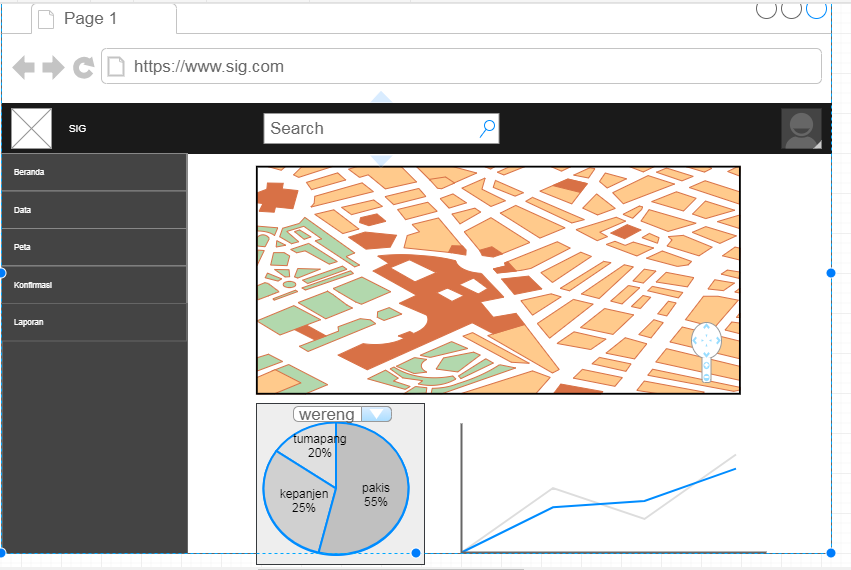 Page 1
https://www.sig.com
SIG
Search
Beranda
Data
Peta
Konfirmasi
Laporan
wereng
tumapang
20%
pakis
55%
kepanjen
25%